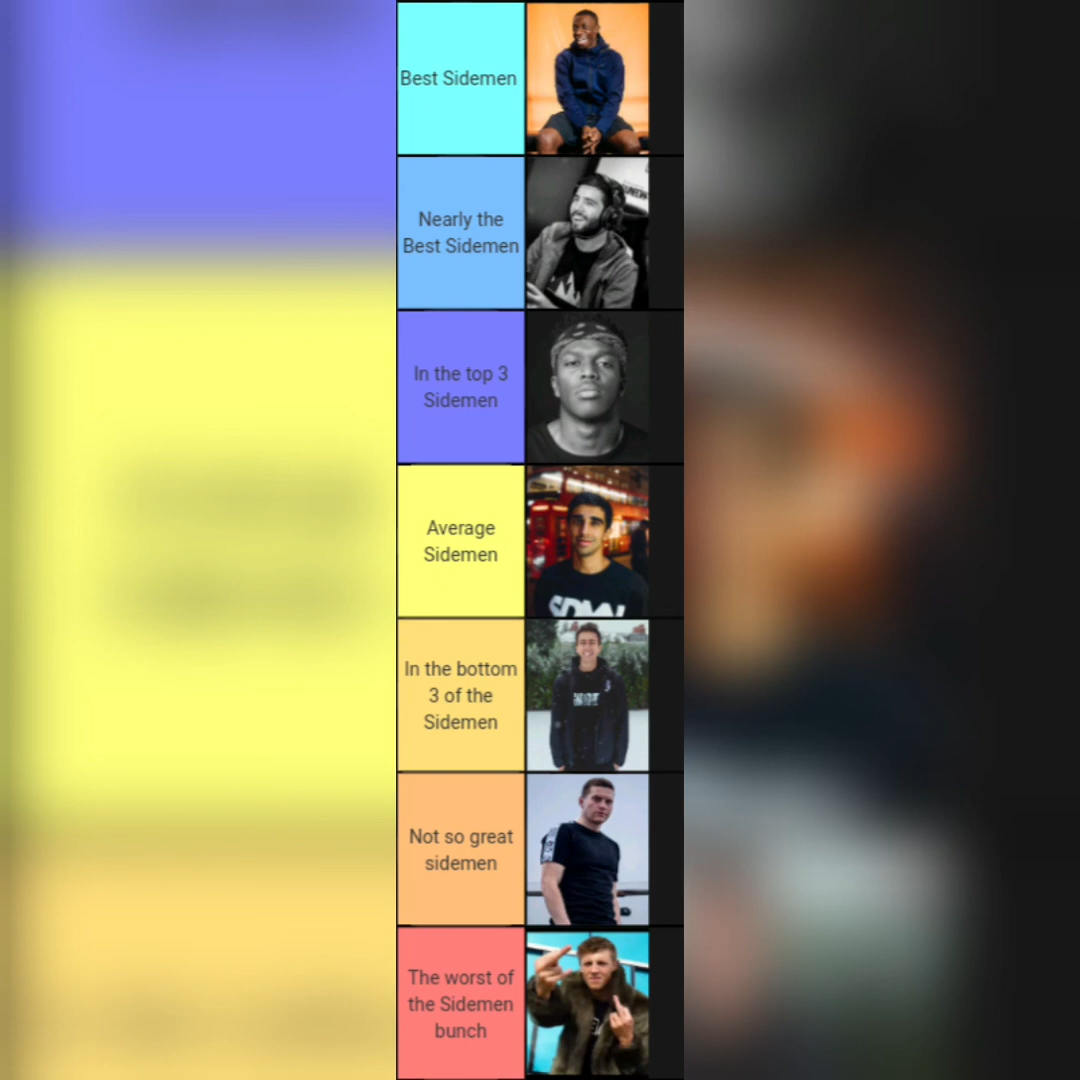 Best Sidemen
Nearly the
Best Sidemen
In the top 3
Sidemen
Average
Sidemen
SDMN
In the bottom
3 of the
Sidemen
Not so great
sidemen
The worst of
the Sidemen
bunch